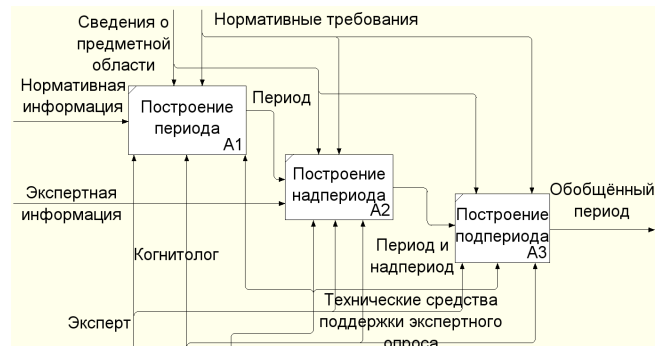 Сведения о
предметной
области
Нормативные требования
Нормативная
информация
Построение
периода
A1
Период
Экспертная
информация
Построение
надпериода
A2
Обобщённый
период
Построение
подпериода
A3
Период и
надпериод
Когнитолог
Эксперт
Технические средства
поддержки экспертного
опроса